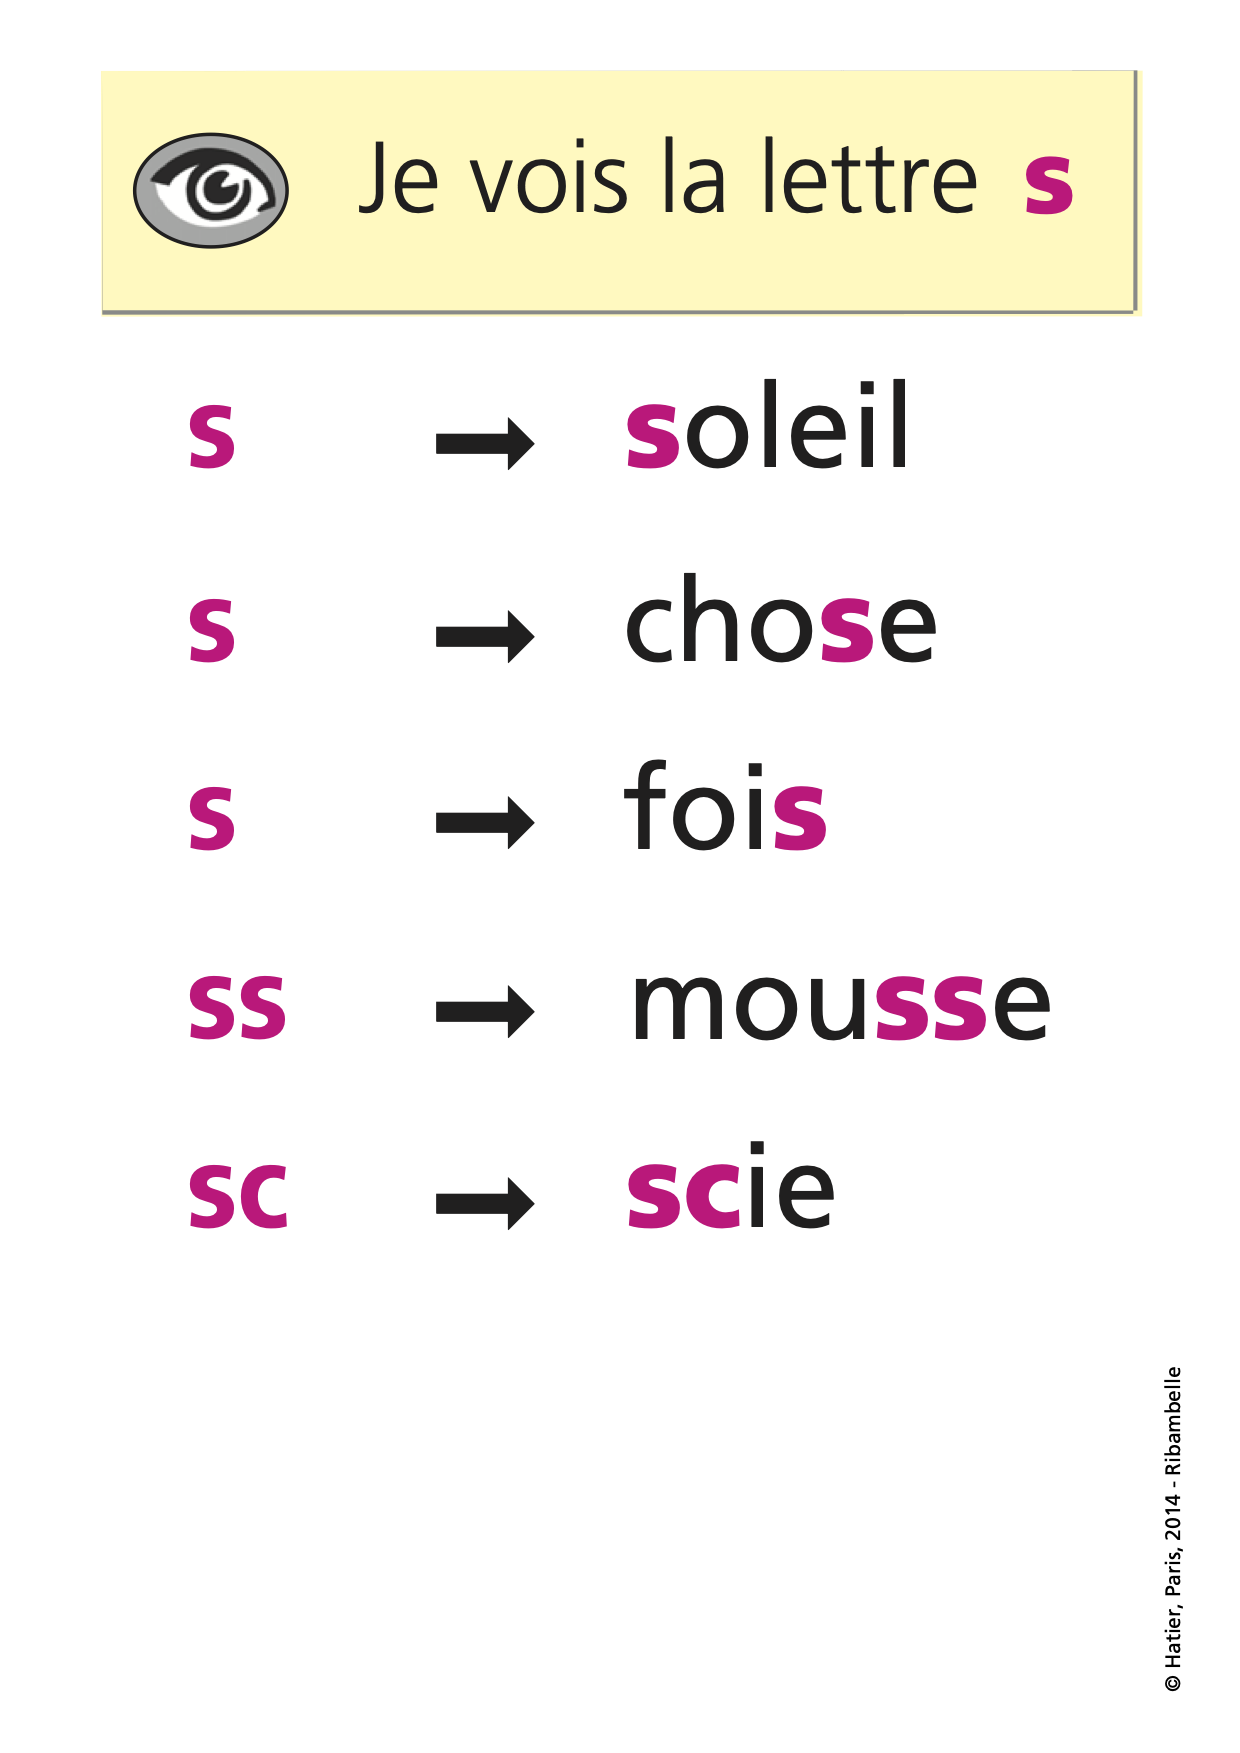 Je vois la lettre s
s → soleil
s → chose
s → fois
ss → mousse
sc → scie
© Hatier, Paris, 2014 - Ribambelle